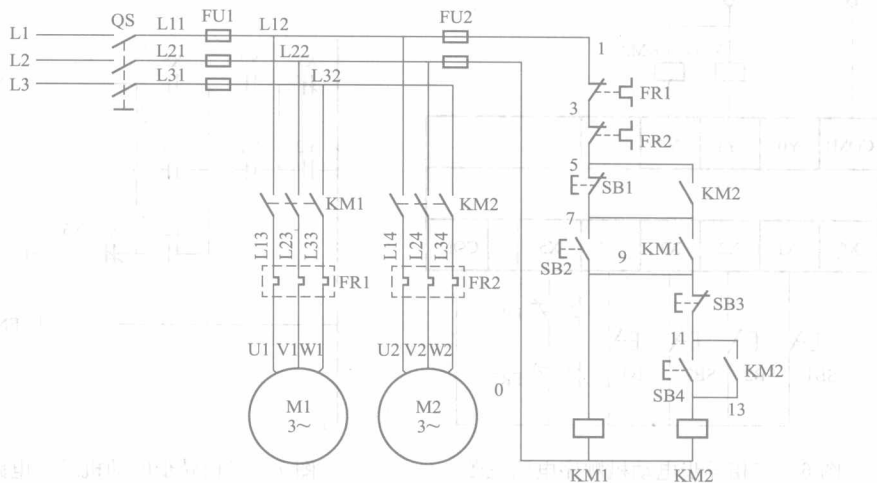 QS L11 FU1 L12 FU2
L1
L2 L21 L22
L3 L31 L32
1
FR1
3
FR2
5
SB1 KM2
7
KM1 KM2
L13 L23 L33 L14 L24 L34
SB2 9 KM1
FR1 FR2
SB3
11
U1 V1 W1 U2 V2 W2
0
SB4 KM2
13
M1 M2
3~ 3~
KM1 KM2